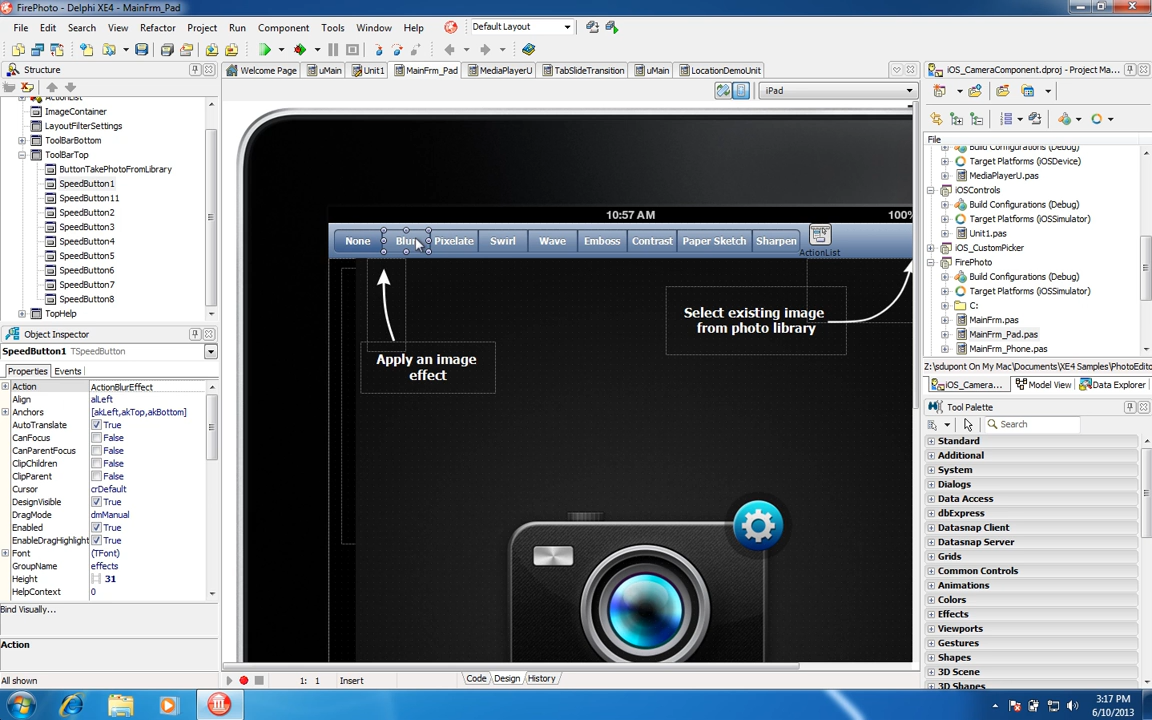 FirePhoto - Delphi XE4 - MainFrm_Pad
File Edit Search View Refactor Project Run Component Tools Window Help
Default Layout
Structure
Welcome Page uMain Unit1 MainFrm_Pad MediaPlayerU TabSlideTransition uMain LocationDemoUnit
iOS_CameraComponent.dproj - Project Ma...
iPad
ImageContainer
LayoutFilterSettings
ToolBarBottom
ToolBarTop
ButtonTakePhotoFromLibrary
SpeedButton1
SpeedButton11
SpeedButton2
SpeedButton3
SpeedButton4
SpeedButton5
SpeedButton6
SpeedButton7
SpeedButton8
TopHelp
Object Inspector
SpeedButton1 TSpeedButton
Properties Events
Action ActionBlurEffect
Align alLeft
Anchors [akLeft,akTop,akBottom]
AutoTranslate True
CanFocus False
CanParentFocus False
ClipChildren False
ClipParent False
Cursor crDefault
DesignVisible True
DragMode dmManual
Enabled True
EnableDragHighlight True
Font (TFont)
GroupName effects
Height 31
HelpContext 0
Bind Visually...
Action
All shown
10:57 AM
100%
None Blur Pixelate Swirl Wave Emboss Contrast Paper Sketch Sharpen
ActionList
Select existing image
from photo library
Apply an image
effect
1: 1 Insert
Code Design History
File
Build Configurations (Debug)
Target Platforms (iOSDevice)
MediaPlayerU.pas
iOSControls
Build Configurations (Debug)
Target Platforms (iOSSimulator)
Unit1.pas
iOS_CustomPicker
FirePhoto
Build Configurations (Debug)
Target Platforms (iOSSimulator)
C:
MainFrm.pas
MainFrm_Pad.pas
MainFrm_Phone.pas
Z:\sdupont On My Mac\Documents\XE4 Samples\PhotoEdito
iOS_Camera... Model View Data Explorer
Tool Palette
Search
Standard
Additional
System
Dialogs
Data Access
dbExpress
Datasnap Client
Datasnap Server
Grids
Common Controls
Animations
Colors
Effects
Viewports
Gestures
Shapes
3D Scene
3D Shapes
3:17 PM
6/10/2013